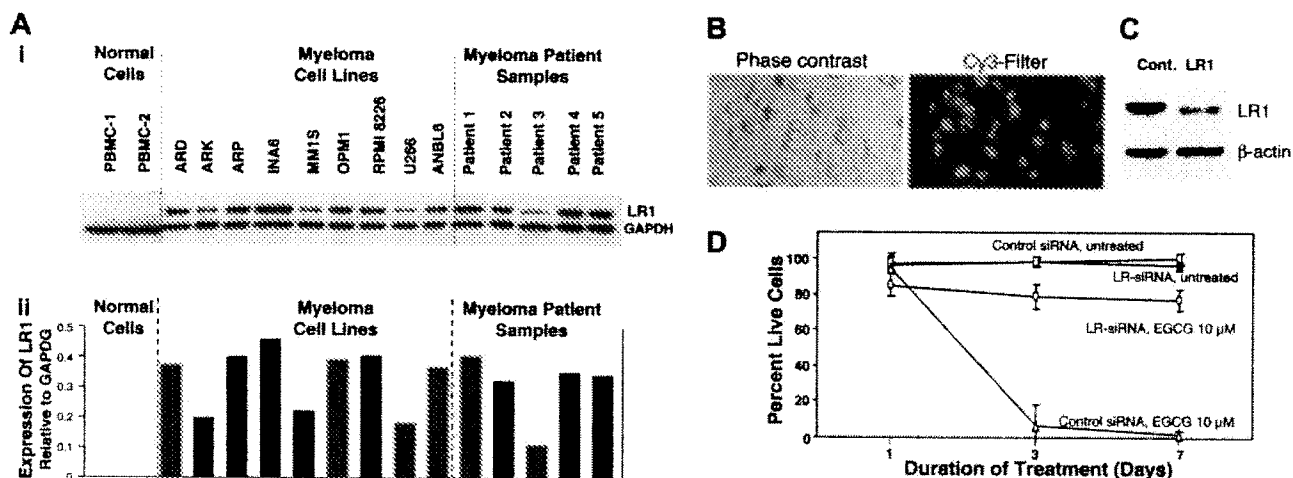 A
i
Normal Cells
Myeloma Cell Lines
Myeloma Patient Samples
PBMC-1
PBMC-2
ARD
ARK
ARP
INA6
MM1S
OPM1
RPMI 8226
U266
ANBL6
Patient 1
Patient 2
Patient 3
Patient 4
Patient 5
LR1
GAPDH
ii
Normal Cells
Myeloma Cell Lines
Myeloma Patient Samples
Expression Of LR1
Relative to GAPDG
0.5
0.4
0.3
0.2
0.1
0
B
Phase contrast
Cy3-Filter
C
Cont. LR1
LR1
β-actin
D
Percent Live Cells
100
80
60
40
20
0
Control siRNA, untreated
LR-siRNA, untreated
LR-siRNA, EGCG 10 μM
Control siRNA, EGCG 10 μM
1
3
7
Duration of Treatment (Days)